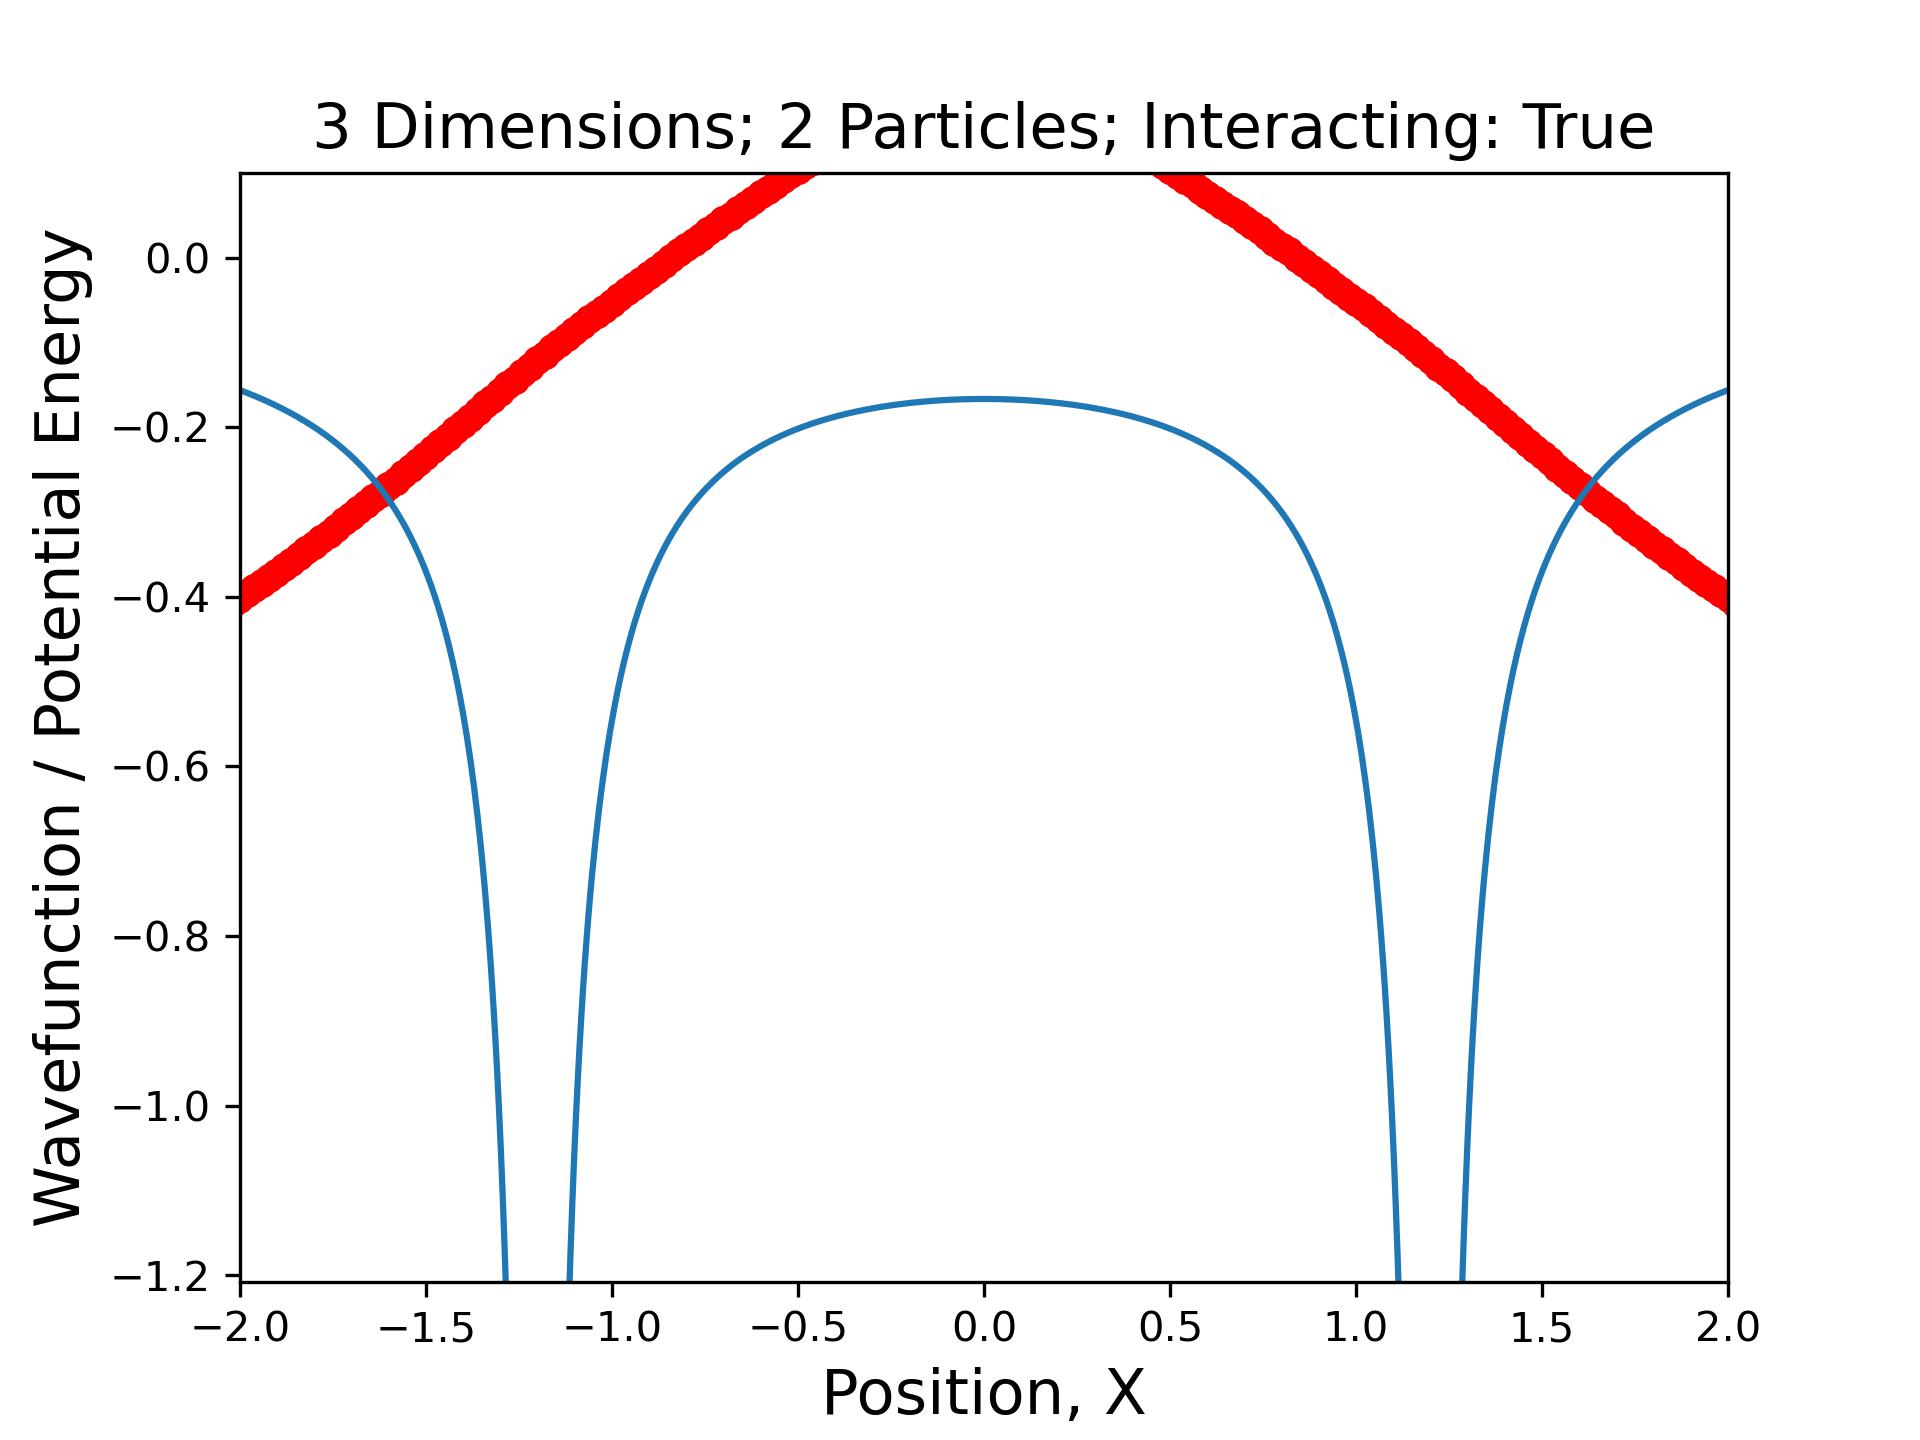 3 Dimensions; 2 Particles; Interacting: True
Wavefunction / Potential Energy
0.0
−0.2
−0.4
−0.6
−0.8
−1.0
−1.2
−2.0 −1.5 −1.0 −0.5 0.0 0.5 1.0 1.5 2.0
Position, X